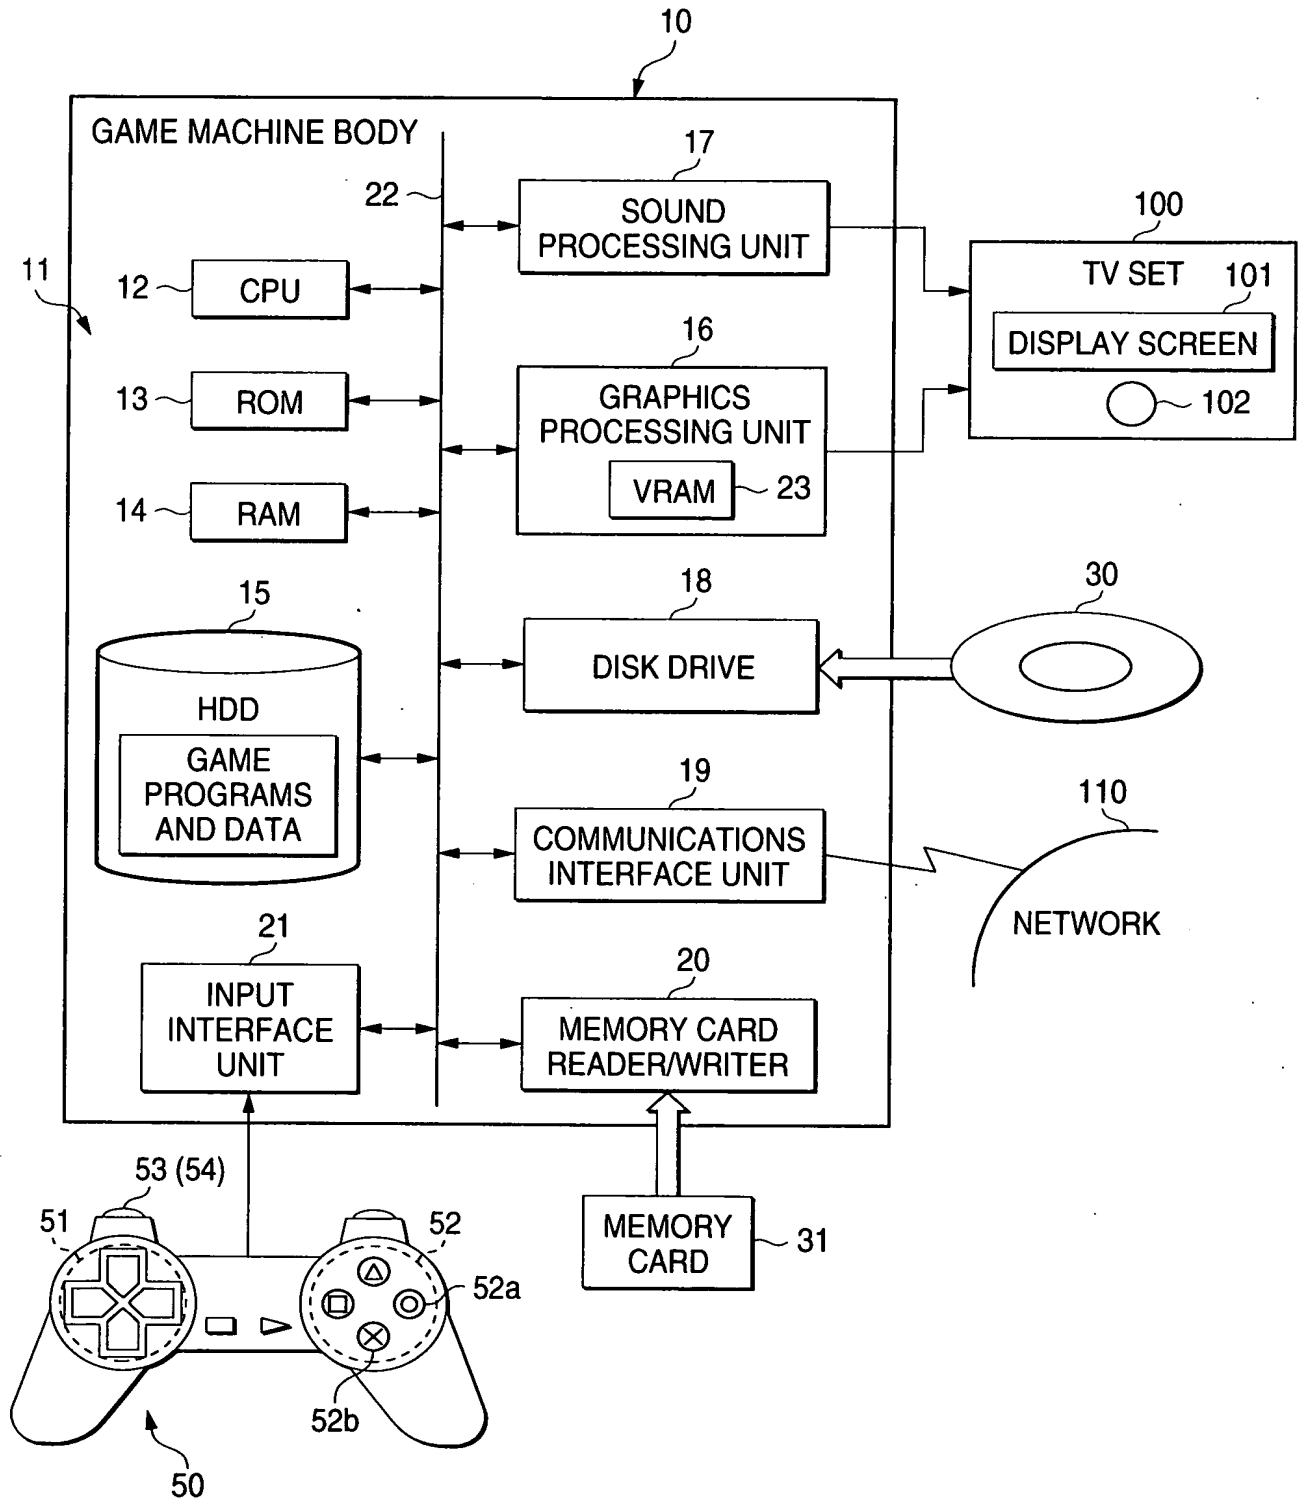 10
GAME MACHINE BODY
17
22
SOUND
PROCESSING UNIT
100
TV SET
11
12
CPU
101
DISPLAY SCREEN
16
13
ROM
GRAPHICS
PROCESSING UNIT
102
VRAM
23
14
RAM
15
18
30
DISK DRIVE
HDD
GAME
PROGRAMS
AND DATA
19
110
COMMUNICATIONS
INTERFACE UNIT
NETWORK
21
20
INPUT
INTERFACE
UNIT
MEMORY CARD
READER/WRITER
53 (54)
51
52
MEMORY
CARD
31
52a
52b
50